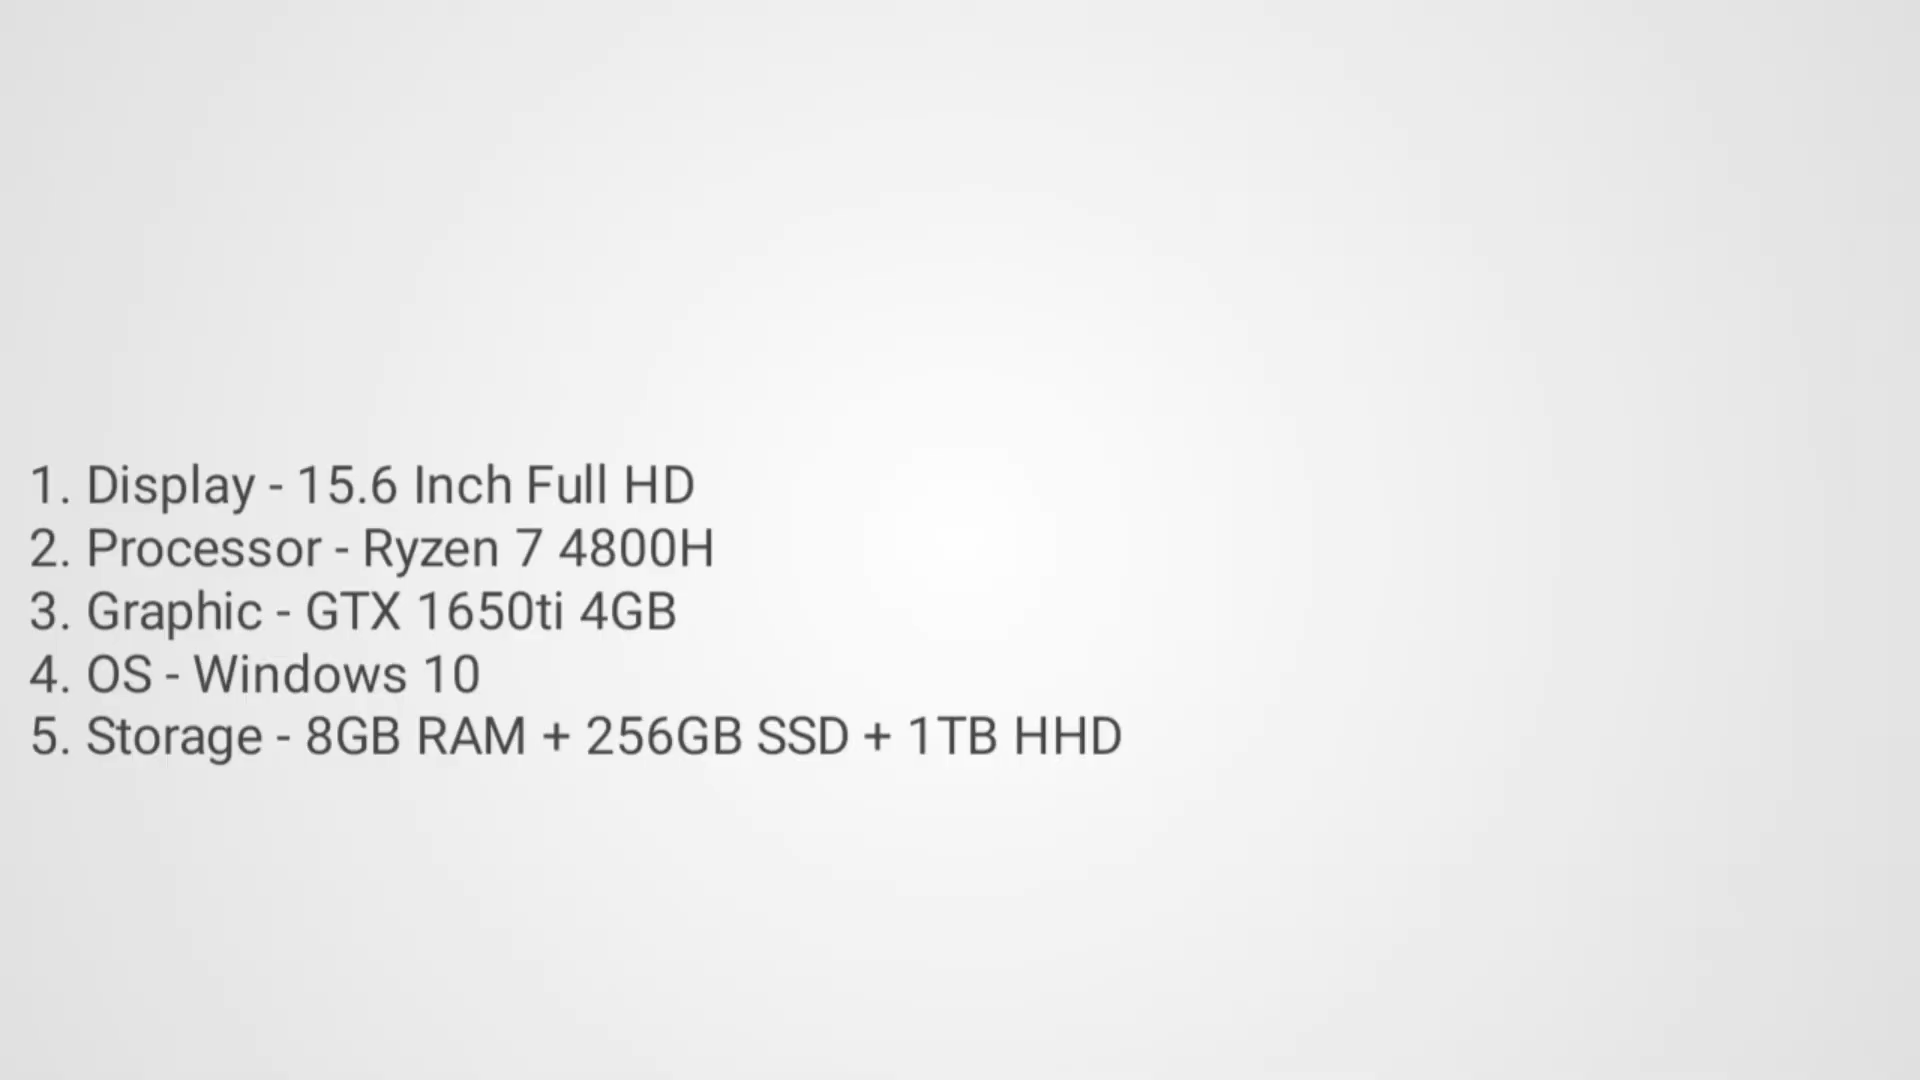 1. Display - 15.6 Inch Full HD
2. Processor - Ryzen 7 4800H
3. Graphic - GTX 1650ti 4GB
4. OS - Windows 10
5. Storage - 8GB RAM + 256GB SSD + 1TB HHD